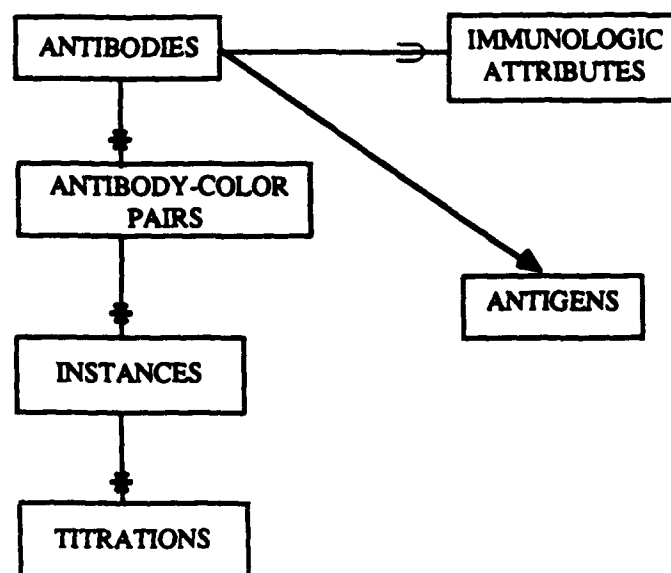 ANTIBODIES
IMMUNOLOGIC
ATTRIBUTES
ANTIBODY-COLOR
PAIRS
ANTIGENS
INSTANCES
TITRATIONS